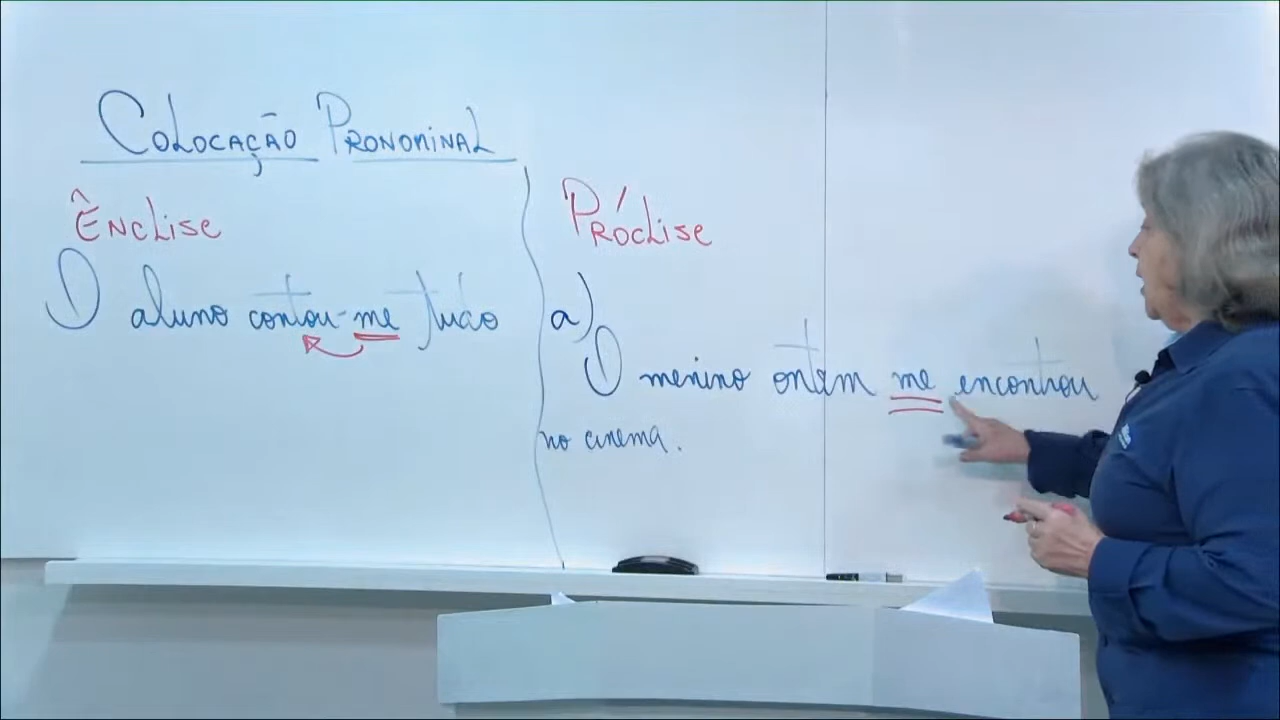 COLOCAÇÃO PRONOMINAL
ÊNCLISE
O aluno contou-me tudo
PRÓCLISE
a)
O menino ontem me encontrou
no cinema.